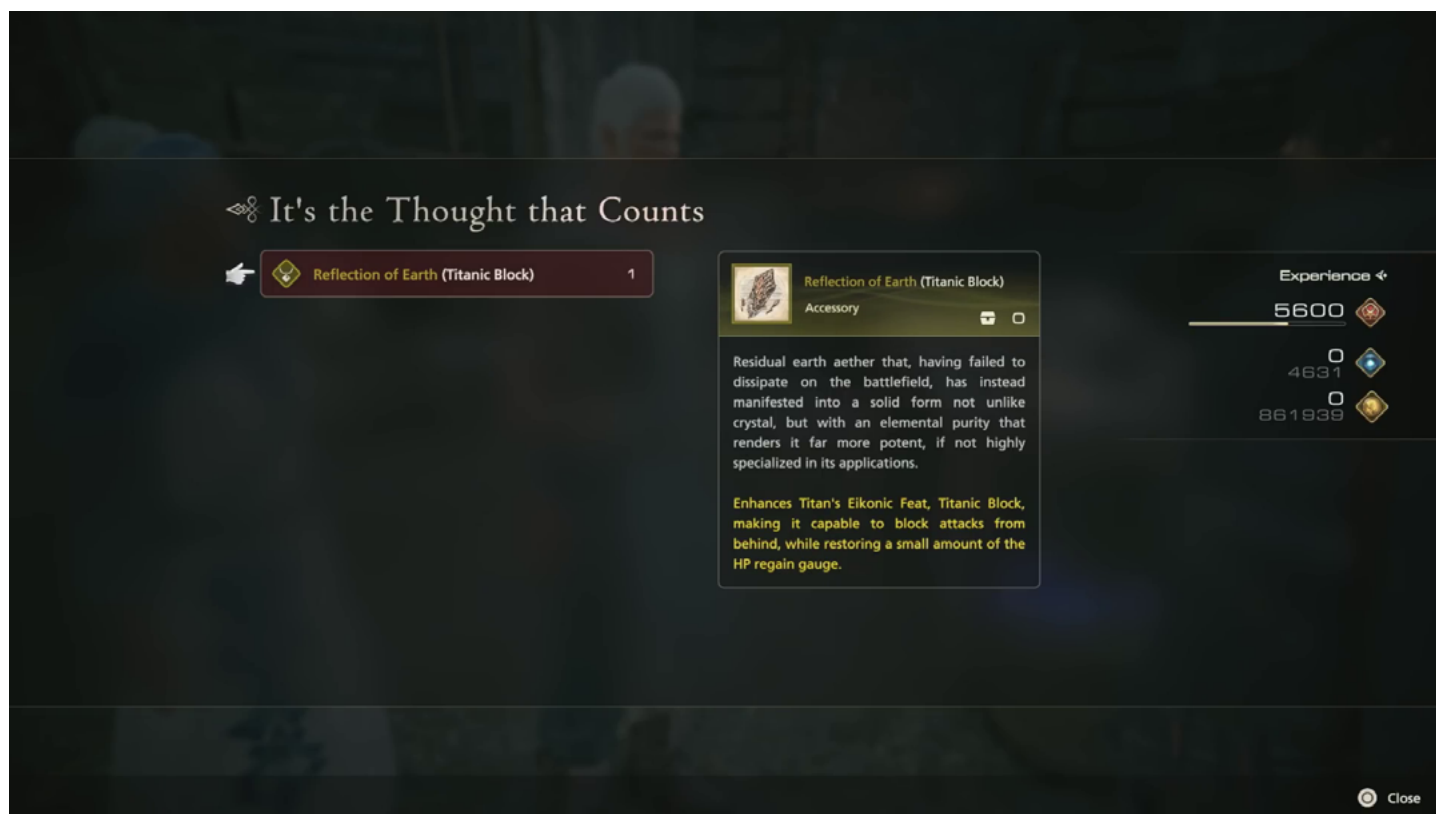 It's the Thought that Counts
Reflection of Earth (Titanic Block) 1
Reflection of Earth (Titanic Block)
Accessory
0
Residual earth aether that, having failed to
dissipate on the battlefield, has instead
manifested into a solid form not unlike
crystal, but with an elemental purity that
renders it far more potent, if not highly
specialized in its applications.
Enhances Titan's Eikonic Feat, Titanic Block,
making it capable to block attacks from
behind, while restoring a small amount of the
HP regain gauge.
Experience
5600
0
4631
0
861939
Close